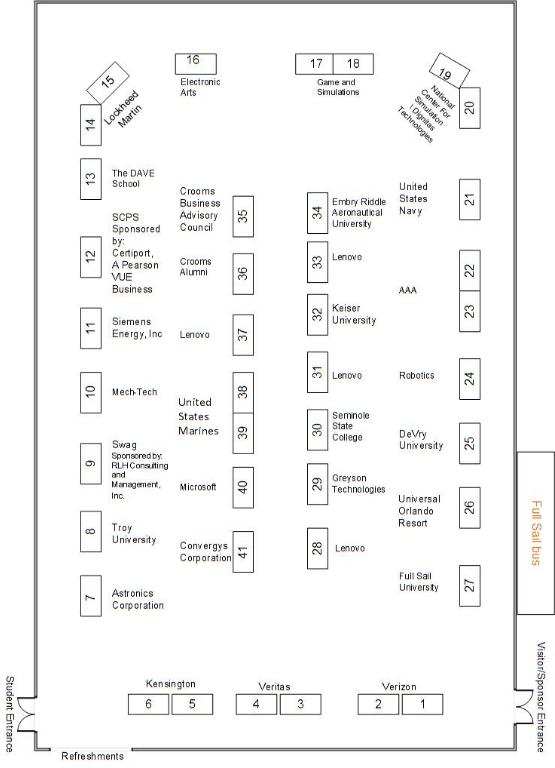 16
17
18
Electronic
Arts
Game and
Simulations
15
14
Lockheed
Martin
19
20
National
Center For
Simulation
\ Dignitas
Technologies
13
The DAVE
School
12
SCPS
Sponsored
by:
Certiport,
A Pearson
VUE
Business
11
Siemens
Energy, Inc
10
Mech-Tech
9
Swag
Sponsored by:
RLH Consulting
and
Management,
Inc.
8
Troy
University
7
Astronics
Corporation
Crooms
Business
Advisory
Council
35
Crooms
Alumni
36
Lenovo
37
United
States
Marines
38
39
Microsoft
40
Convergys
Corporation
41
34
Embry Riddle
Aeronautical
University
33
Lenovo
32
Keiser
University
31
Lenovo
30
Seminole
State
College
29
Greyson
Technologies
28
Lenovo
United
States
Navy
21
AAA
22
23
Robotics
24
DeVry
University
25
Universal
Orlando
Resort
26
Full Sail
University
27
Full Sail bus
Kensington
6
5
Veritas
4
3
Verizon
2
1
Student Entrance
Visitor/Sponsor Entrance
Refreshments